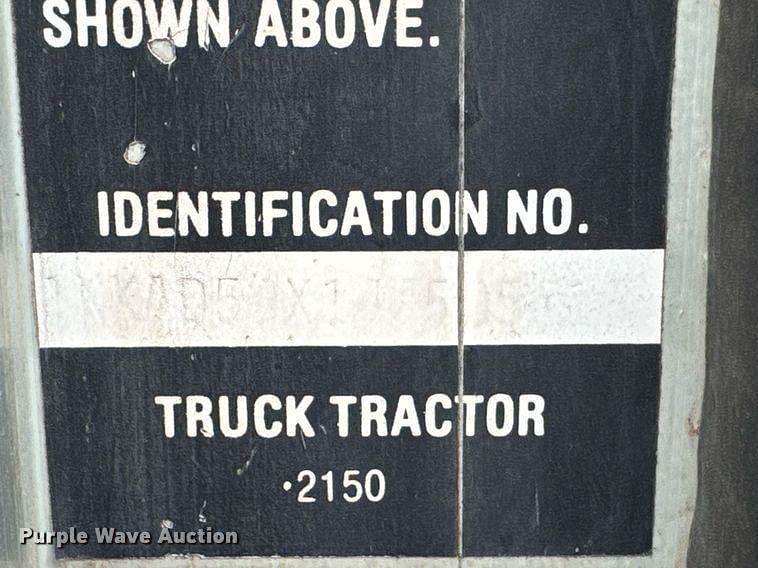 SHOWN ABOVE.
IDENTIFICATION NO.
TRUCK TRACTOR
·2150
Purple Wave Auction